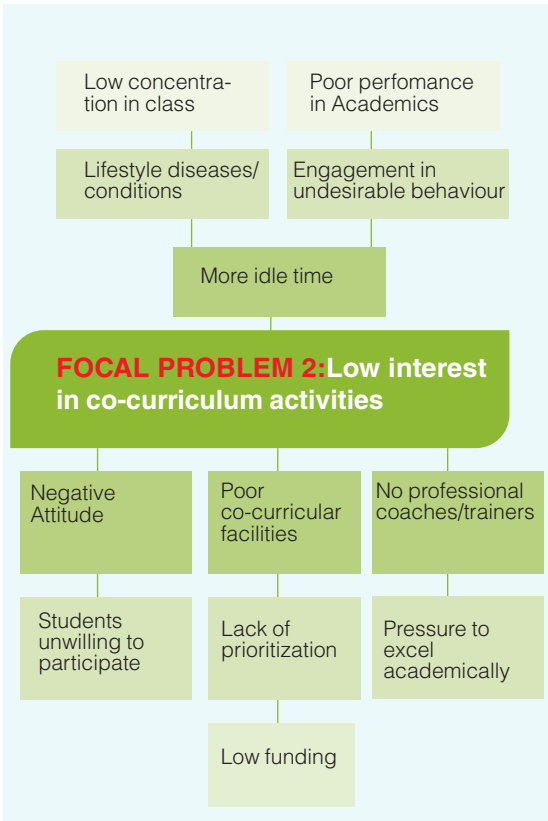 Low concentra-
tion in class
Poor perfomance
in Academics
Lifestyle diseases/
conditions
Engagement in
undesirable behaviour
More idle time
FOCAL PROBLEM 2:Low interest
in co-curriculum activities
Negative
Attitude
Poor
co-curricular
facilities
No professional
coaches/trainers
Students
unwilling to
participate
Lack of
prioritization
Pressure to
excel
academically
Low funding